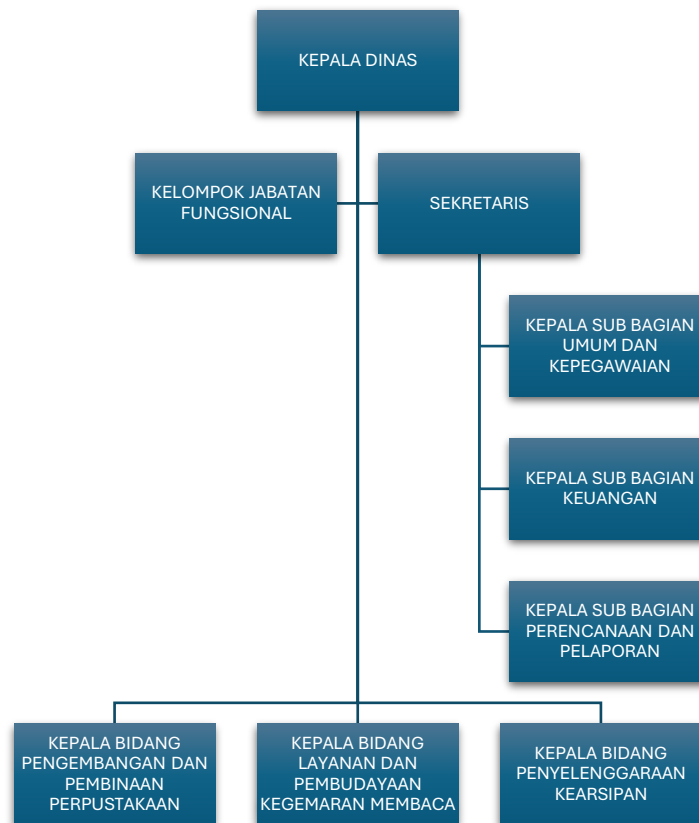 KEPALA DINAS
KELOMPOK JABATAN
FUNGSIONAL
SEKRETARIS
KEPALA SUB BAGIAN
UMUM DAN
KEPEGAWAIAN
KEPALA SUB BAGIAN
KEUANGAN
KEPALA SUB BAGIAN
PERENCANAAN DAN
PELAPORAN
KEPALA BIDANG
PENGEMBANGAN DAN
PEMBINAAN
PERPUSTAKAAN
KEPALA BIDANG
LAYANAN DAN
PEMBUDAYAAN
KEGEMARAN MEMBACA
KEPALA BIDANG
PENYELENGGARAAN
KEARSIPAN